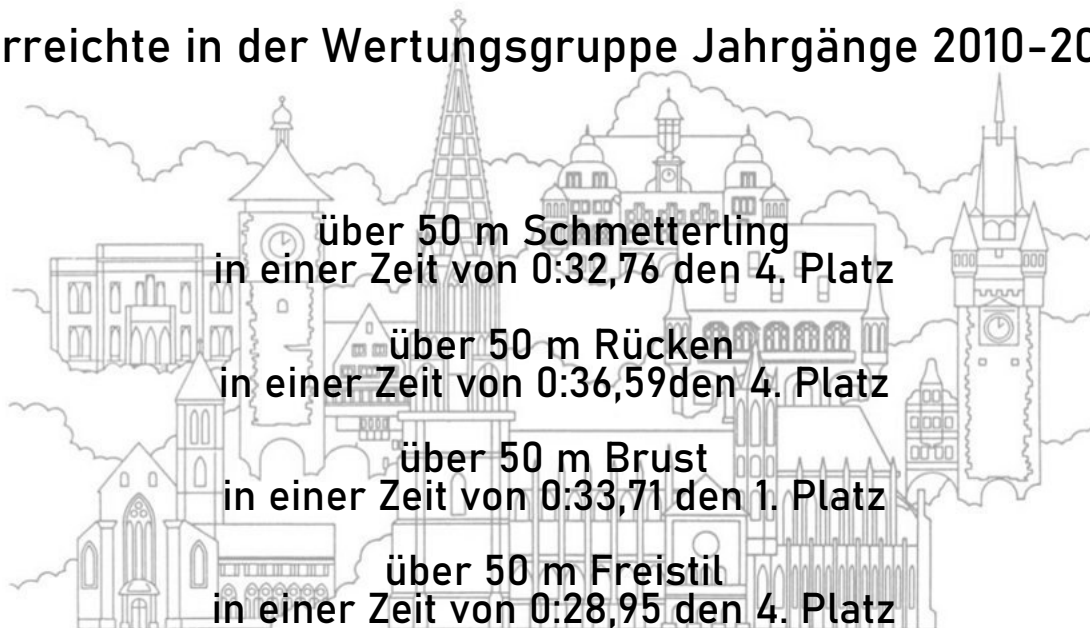 rreichte in der Wertungsgruppe Jahrgänge 2010-20
über 50 m Schmetterling
in einer Zeit von 0:32,76 den 4. Platz
über 50 m Rücken
in einer Zeit von 0:36,59den 4. Platz
über 50 m Brust
in einer Zeit von 0:33,71 den 1. Platz
über 50 m Freistil
in einer Zeit von 0:28,95 den 4. Platz